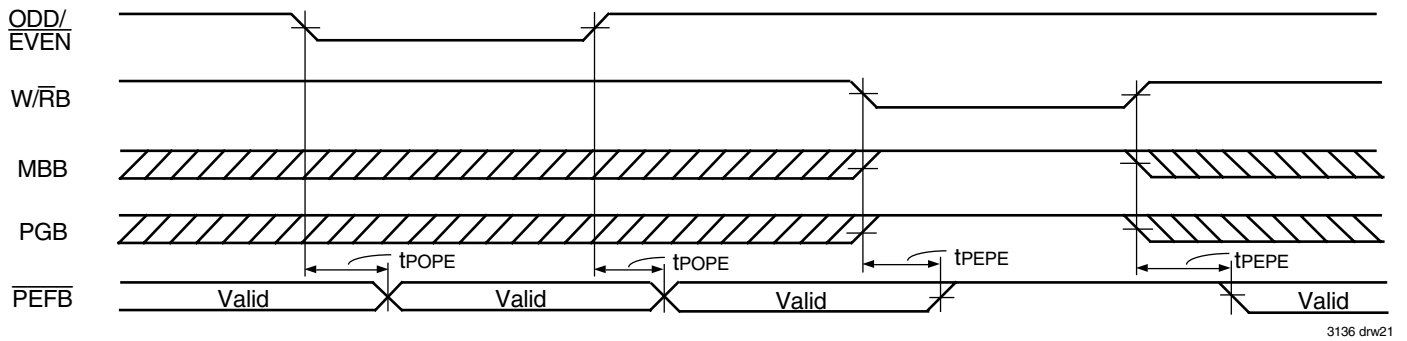 ODD/
EVEN
W/RB
MBB
PGB
tPOPE
tPOPE
tPEPE
tPEPE
PEFB
Valid
Valid
Valid
Valid
3136 drw21